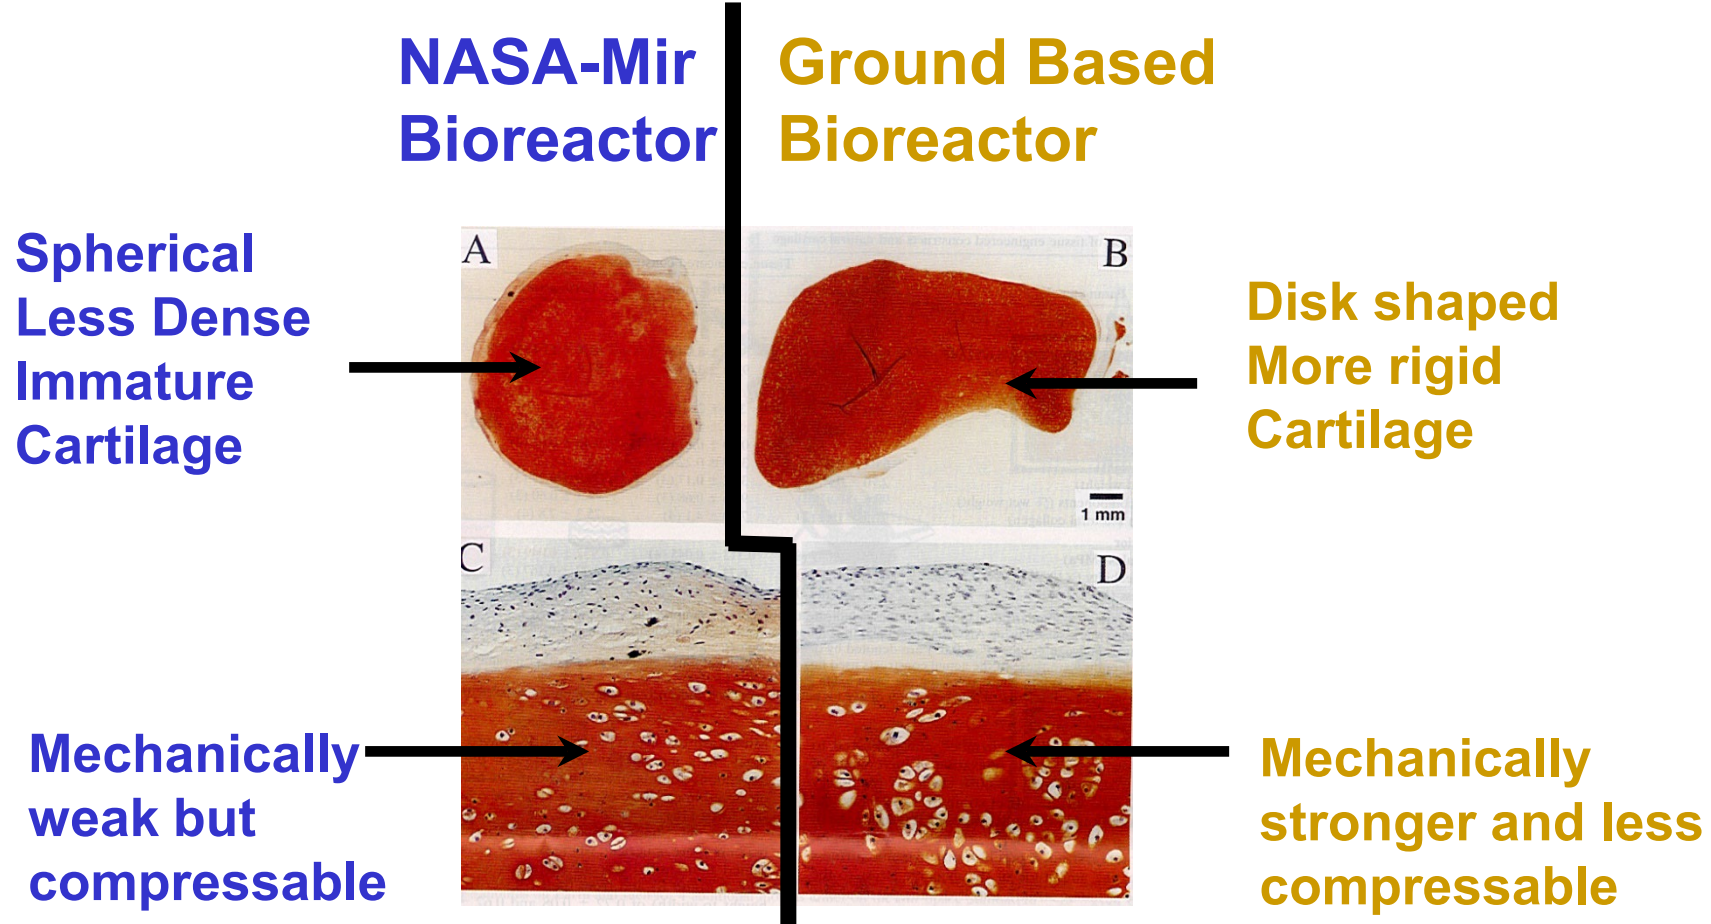 NASA-Mir
Bioreactor
Ground Based
Bioreactor
Spherical
Less Dense
Immature
Cartilage
A
B
Disk shaped
More rigid
Cartilage
1 mm
C
D
Mechanically
weak but
compressable
Mechanically
stronger and less
compressable